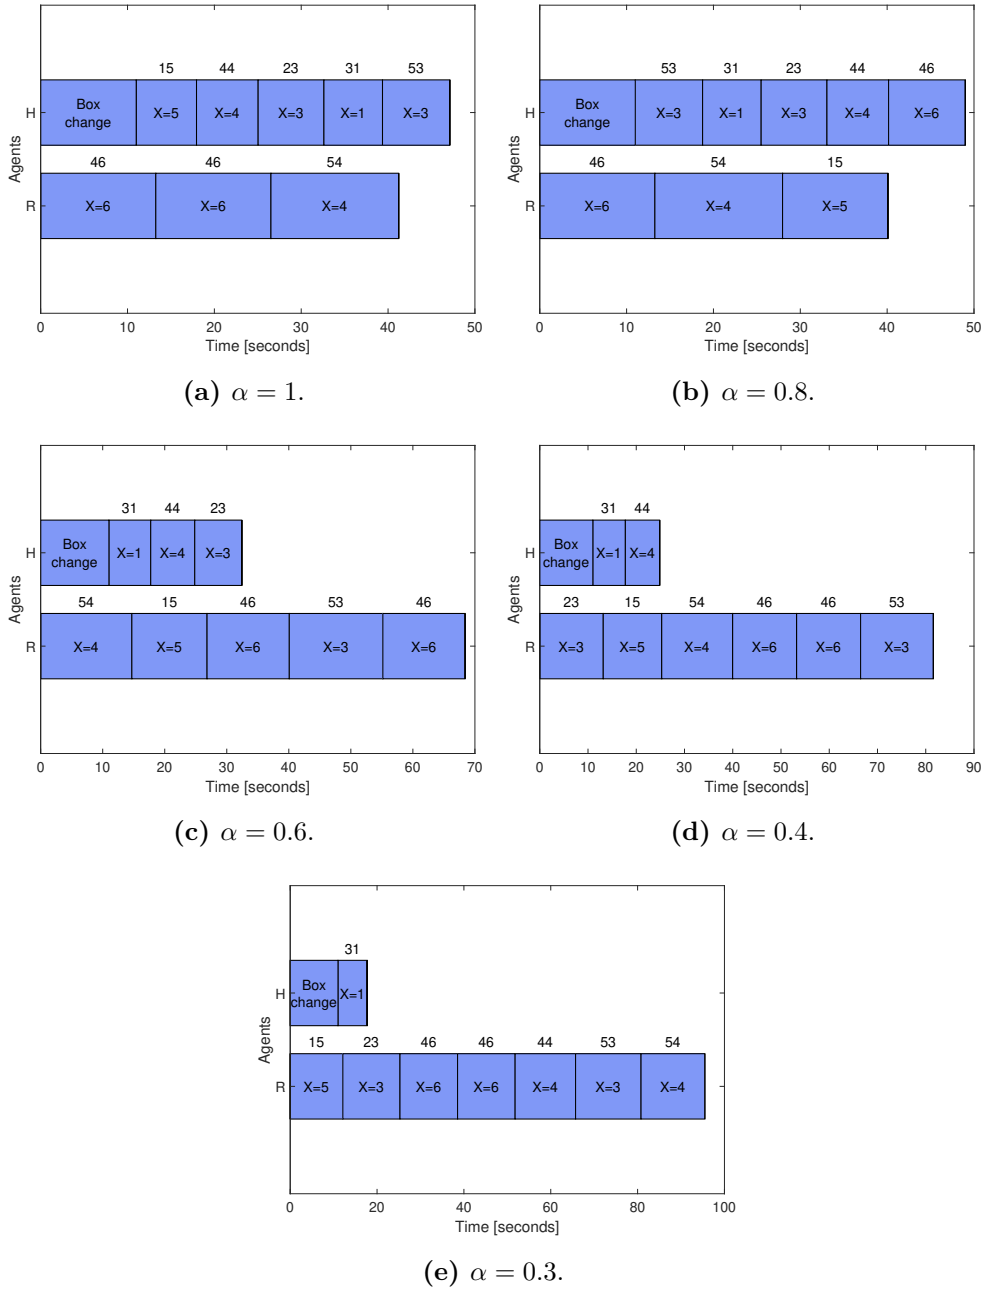 15 44 23 31 53
H Box change X=5 X=4 X=3 X=1 X=3
46 46 54
R X=6 X=6 X=4
Agents
0 10 20 30 40 50
Time [seconds]
(a) α = 1.
53 31 23 44 46
H Box change X=3 X=1 X=3 X=4 X=6
46 54 15
R X=6 X=4 X=5
Agents
0 10 20 30 40 50
Time [seconds]
(b) α = 0.8.
31 44 23
H Box change X=1 X=4 X=3
54 15 46 53 46
R X=4 X=5 X=6 X=3 X=6
Agents
0 10 20 30 40 50 60 70
Time [seconds]
(c) α = 0.6.
31 44
H Box change X=1 X=4
23 15 54 46 46 53
R X=3 X=5 X=4 X=6 X=6 X=3
Agents
0 10 20 30 40 50 60 70 80 90
Time [seconds]
(d) α = 0.4.
31
H Box change X=1
15 23 46 46 44 53 54
R X=5 X=3 X=6 X=6 X=4 X=3 X=4
Agents
0 20 40 60 80 100
Time [seconds]
(e) α = 0.3.